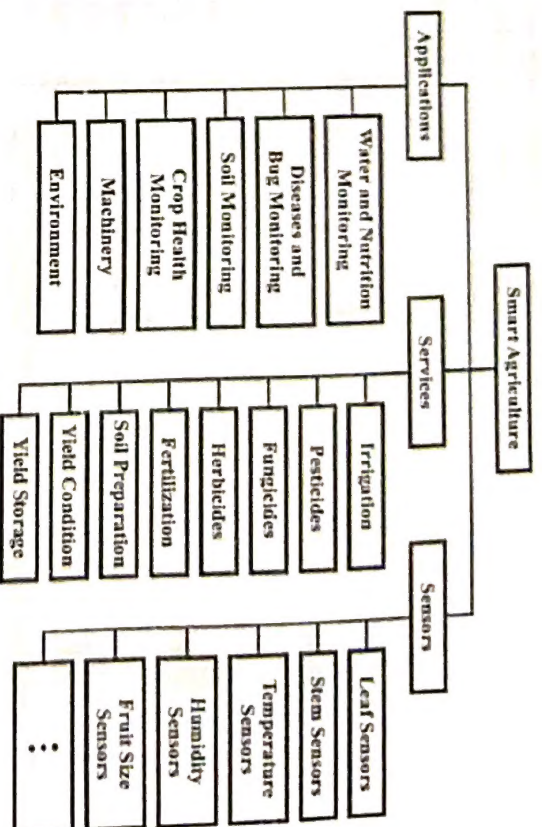 Smart Agriculture
Applications
Services
Sensors
Water and Nutrition
Monitoring
Diseases and
Bug Monitoring
Soil Monitoring
Crop Health
Monitoring
Machinery
Environment
Irrigation
Pesticides
Fungicides
Herbicides
Fertilization
Soil Preparation
Yield Condition
Yield Storage
Leaf Sensors
Stem Sensors
Temperature
Sensors
Humidity
Sensors
Fruit Size
Sensors
⋮